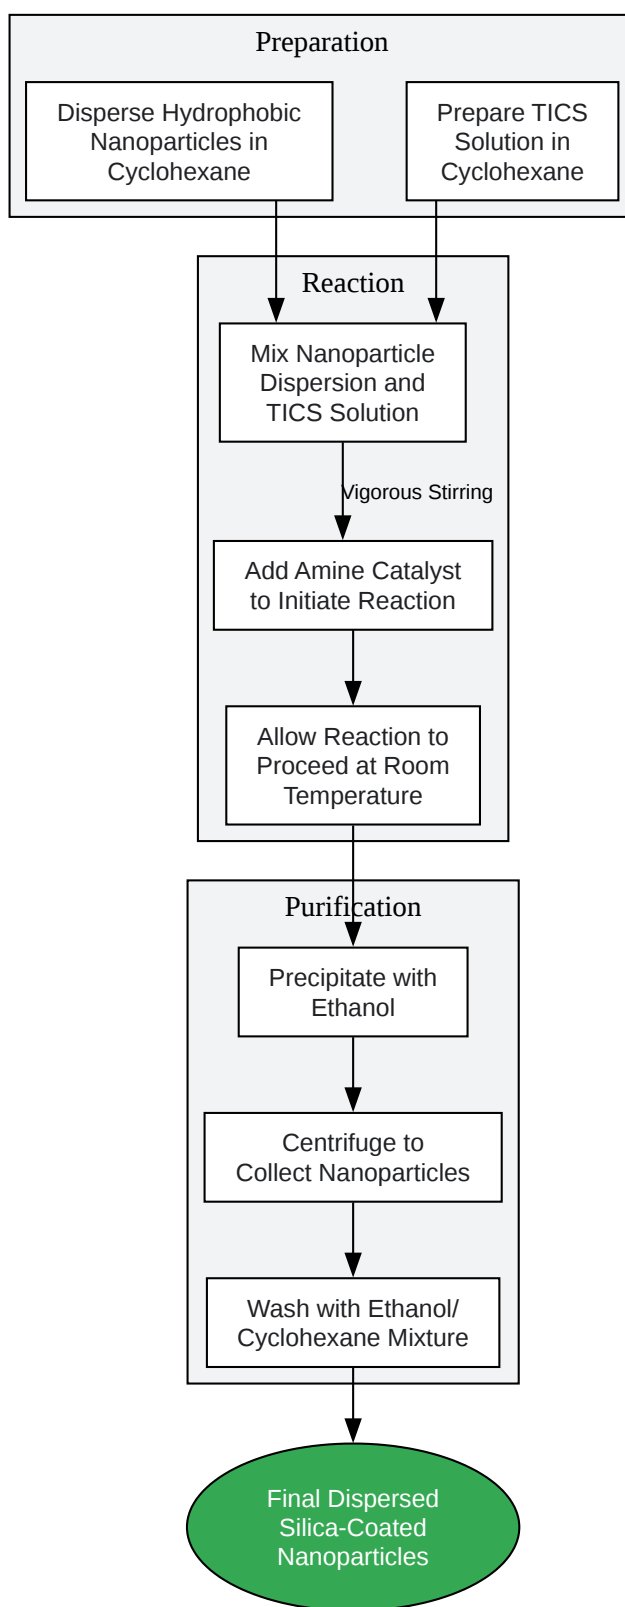 Preparation
Disperse Hydrophobic
Nanoparticles in
Cyclohexane
Prepare TICS
Solution in
Cyclohexane
Reaction
Mix Nanoparticle
Dispersion and
TICS Solution
Vigorous Stirring
Add Amine Catalyst
to Initiate Reaction
Allow Reaction to
Proceed at Room
Temperature
Purification
Precipitate with
Ethanol
Centrifuge to
Collect Nanoparticles
Wash with Ethanol/
Cyclohexane Mixture
Final Dispersed
Silica-Coated
Nanoparticles